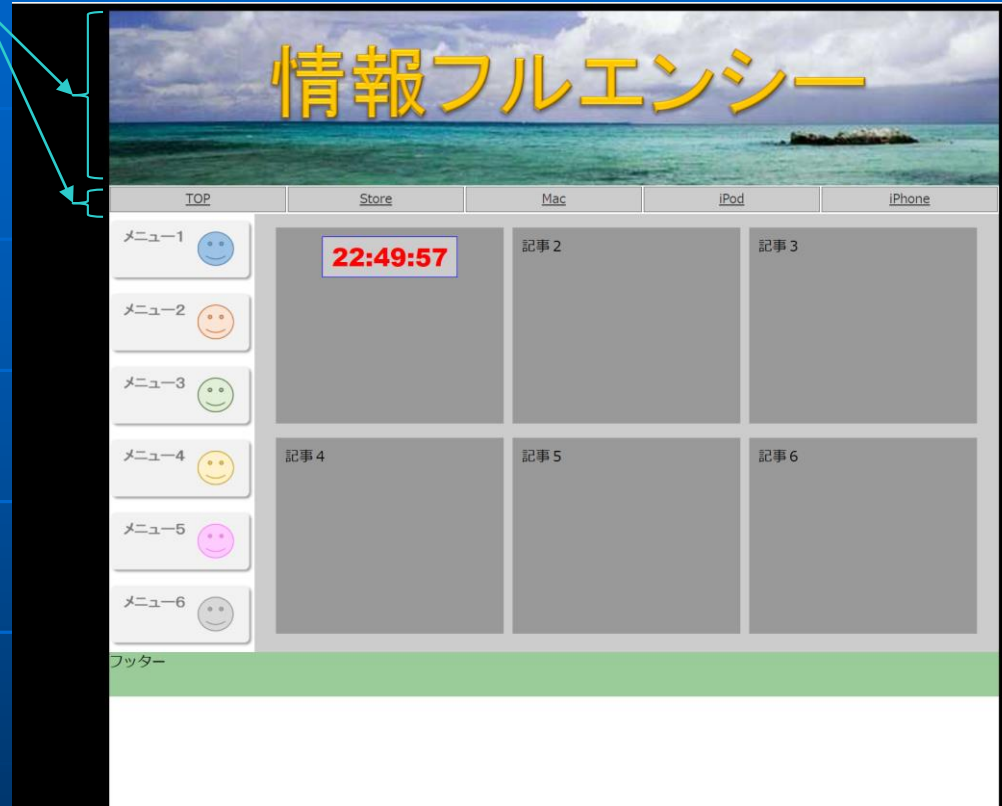 情報フルエンシー
TOP Store Mac iPod iPhone
メニュー1
メニュー2
メニュー3
メニュー4
メニュー5
メニュー6
22:49:57
記事2
記事3
記事4
記事5
記事6
フッター